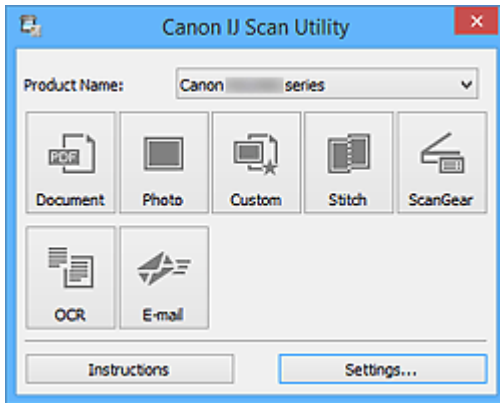 Canon IJ Scan Utility
Product Name: Canon series
PDF
Document Photo Custom Stitch ScanGear
OCR E-mail
Instructions Settings...